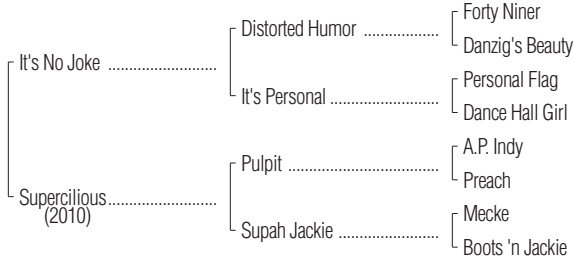 Forty Niner
Distorted Humor ..................
Danzig's Beauty
It's No Joke ..........................
Personal Flag
It's Personal ..........................
Dance Hall Girl
A.P. Indy
Pulpit ....................................
Preach
Supercilious..........................
(2010)
Mecke
Supah Jackie ........................
Boots 'n Jackie